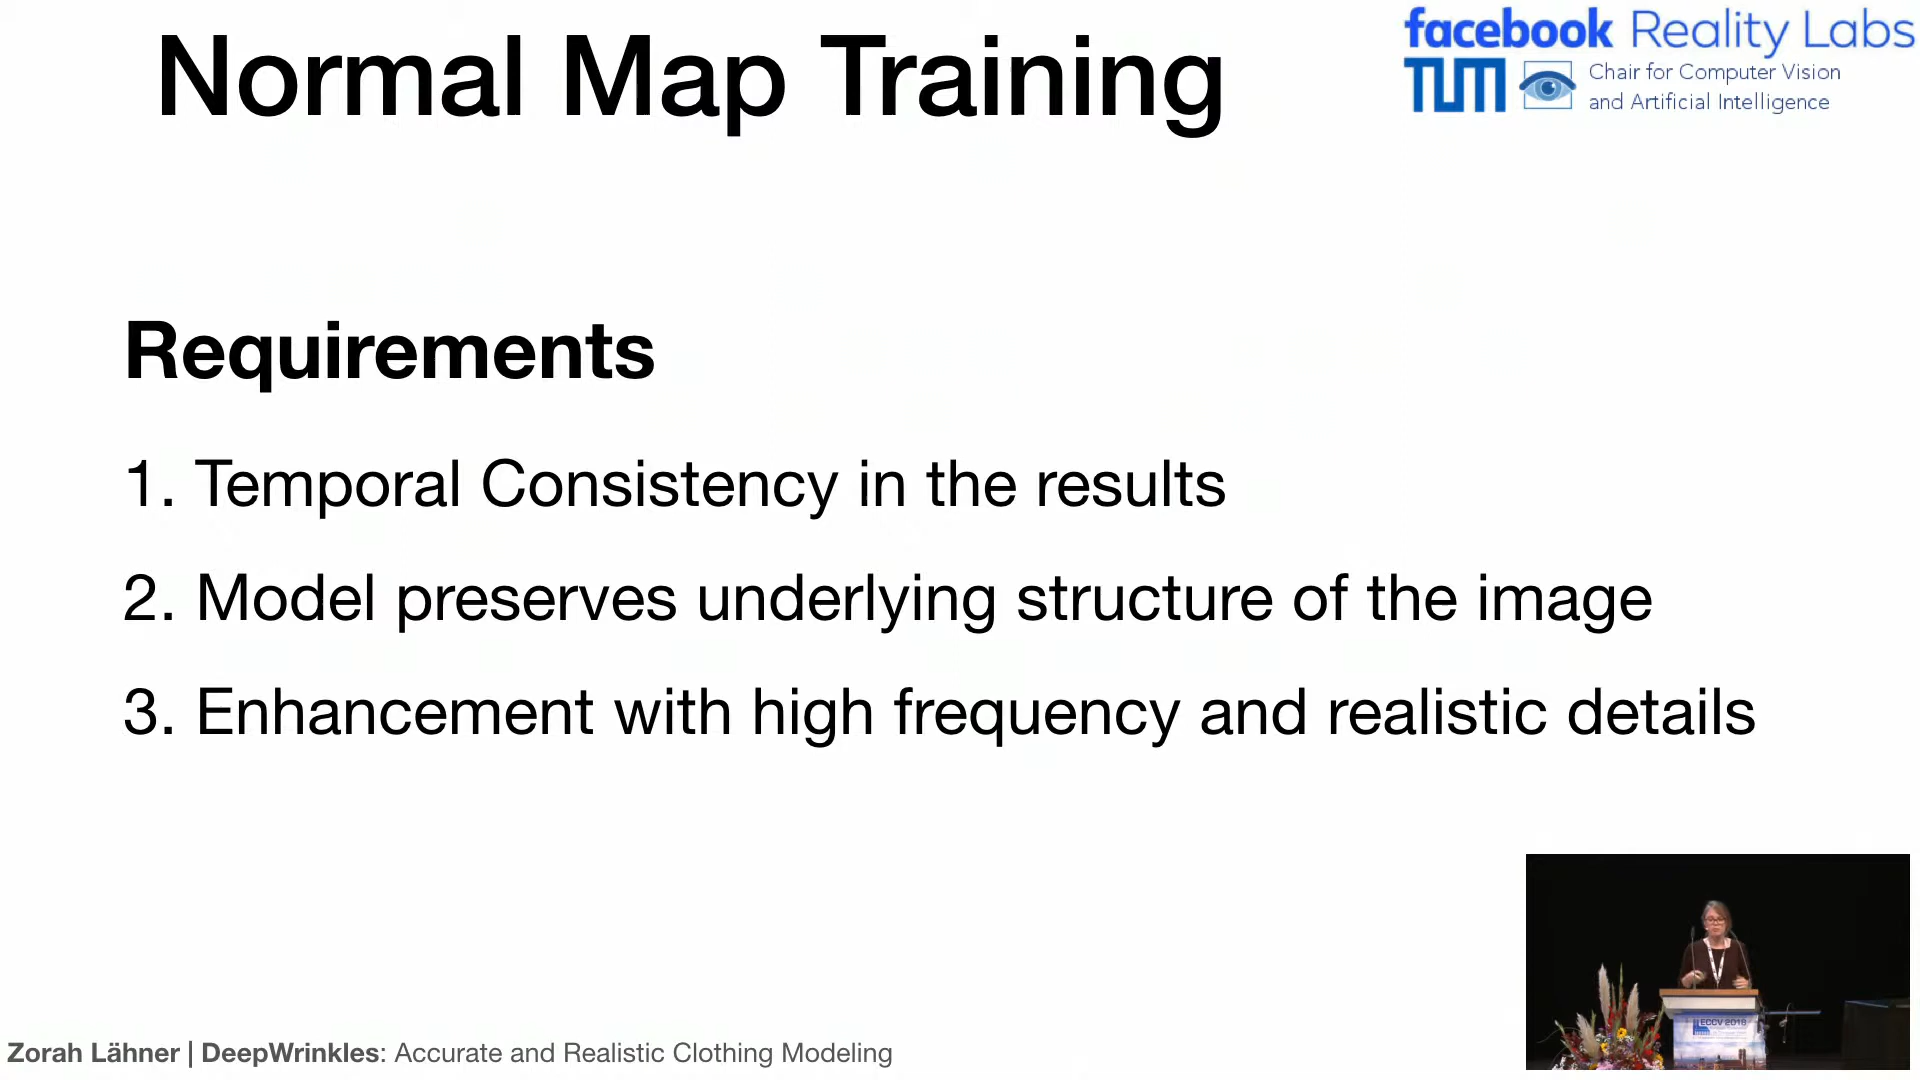 Normal Map Training
facebook Reality Labs
TUM
Chair for Computer Vision
and Artificial Intelligence
Requirements
1. Temporal Consistency in the results
2. Model preserves underlying structure of the image
3. Enhancement with high frequency and realistic details
ECCV 2018
Zorah Lähner | DeepWrinkles: Accurate and Realistic Clothing Modeling